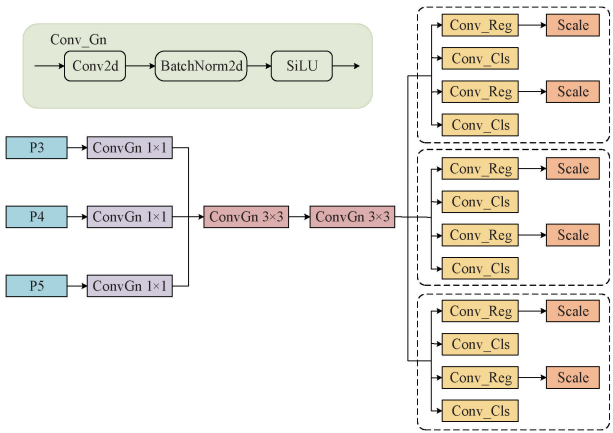 Conv_Gn
Conv2d
BatchNorm2d
SiLU
P3
ConvGn 1×1
P4
ConvGn 1×1
P5
ConvGn 1×1
ConvGn 3×3
ConvGn 3×3
Conv_Reg
Scale
Conv_Cls
Conv_Reg
Scale
Conv_Cls
Conv_Reg
Scale
Conv_Cls
Conv_Reg
Scale
Conv_Cls
Conv_Reg
Scale
Conv_Cls
Conv_Reg
Scale
Conv_Cls